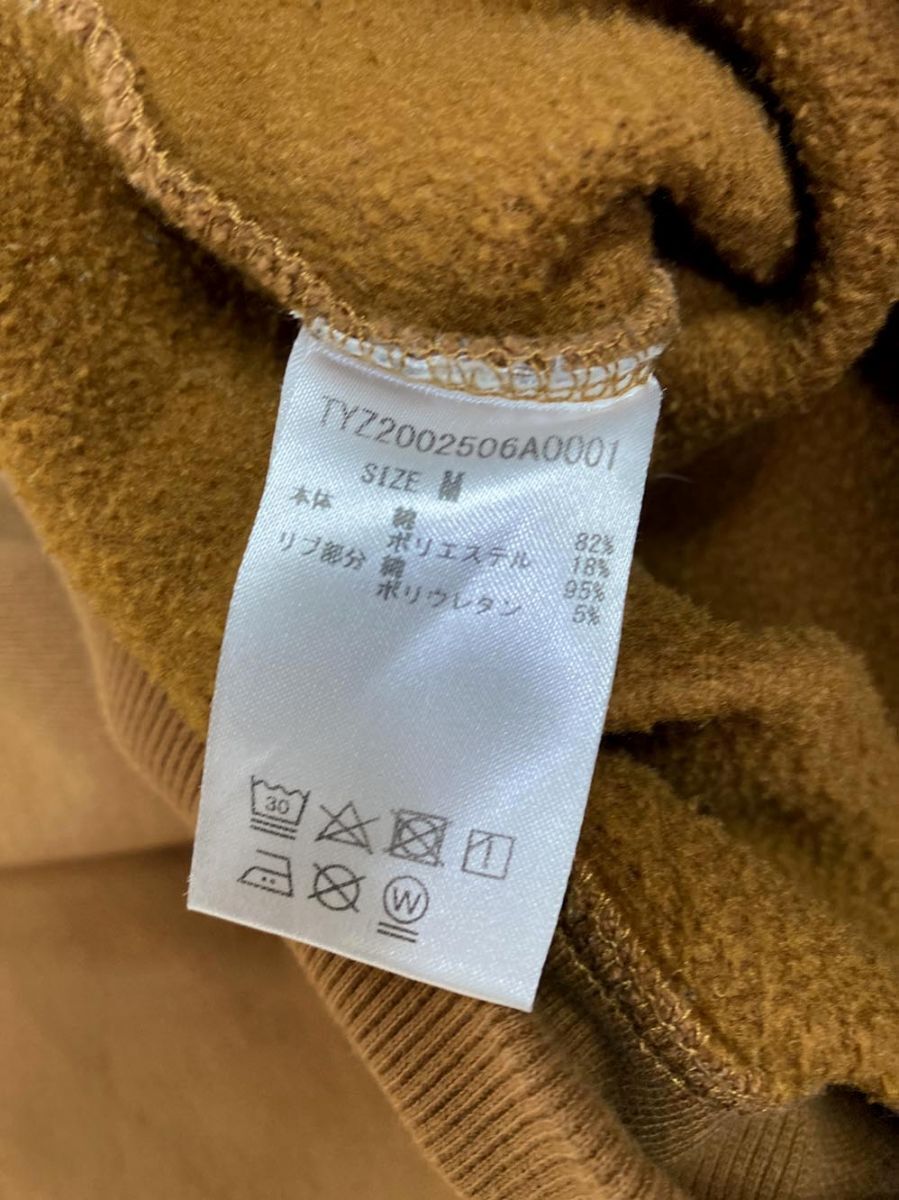 TYZ2002506A0001
SIZE M
本体 綿 82%
ポリエステル 18%
リブ部分 綿 95%
ポリウレタン 5%
30
1
W